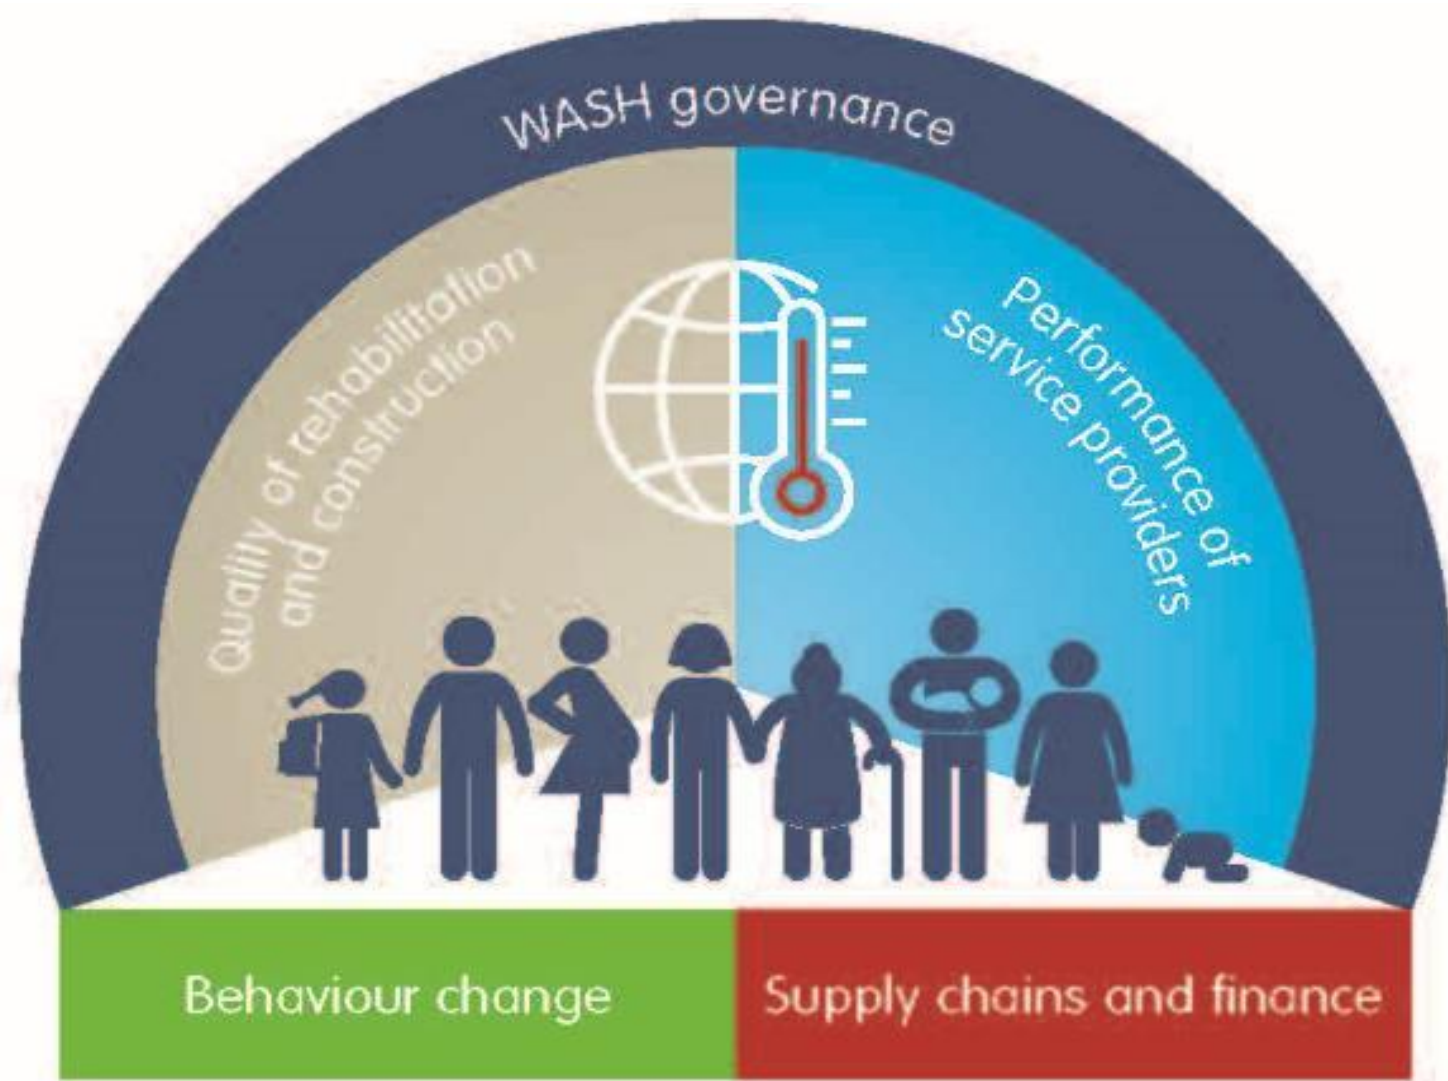 WASH governance
Quality of rehabilitation
and construction
Performance of
service providers
Behaviour change
Supply chains and finance